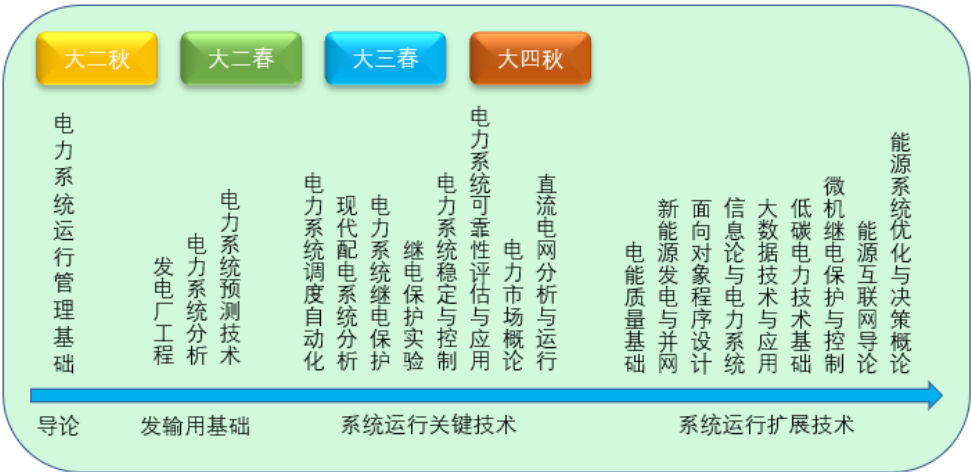 大二秋
大二春
大三春
大四秋
电力系统运行管理基础
发电厂工程
电力系统分析
电力系统预测技术
电力系统调度自动化
现代配电系统分析
电力系统继电保护
继电保护实验
电力系统稳定与控制
电力系统可靠性评估与应用
电力市场概论
直流电网分析与运行
电能质量基础
新能源发电与并网
面向对象程序设计
信息论与电力系统
大数据技术与应用
低碳电力技术基础
微机继电保护与控制
能源互联网导论
能源系统优化与决策概论
导论
发输用基础
系统运行关键技术
系统运行扩展技术